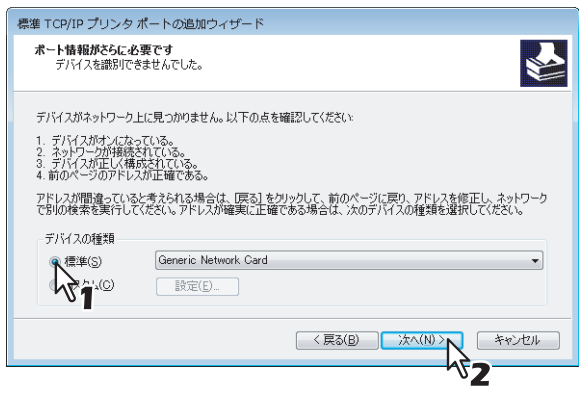 標準 TCP/IP プリンタ ポートの追加ウィザード
ポート情報がさらに必要です
デバイスを識別できませんでした。
デバイスがネットワーク上に見つかりません。以下の点を確認してください:
1. デバイスがオンになっている。
2. ネットワークが接続されている。
3. デバイスが正しく構成されている。
4. 前のページのアドレスが正確である。
アドレスが間違っていると考えられる場合は、[戻る] をクリックして、前のページに戻り、アドレスを修正し、ネットワーク
で別の検索を実行してください。アドレスが確実に正確である場合は、次のデバイスの種類を選択してください。
デバイスの種類
標準(S) Generic Network Card
(C) 設定(E)...
1
< 戻る(B) 次へ(N) > キャンセル
2